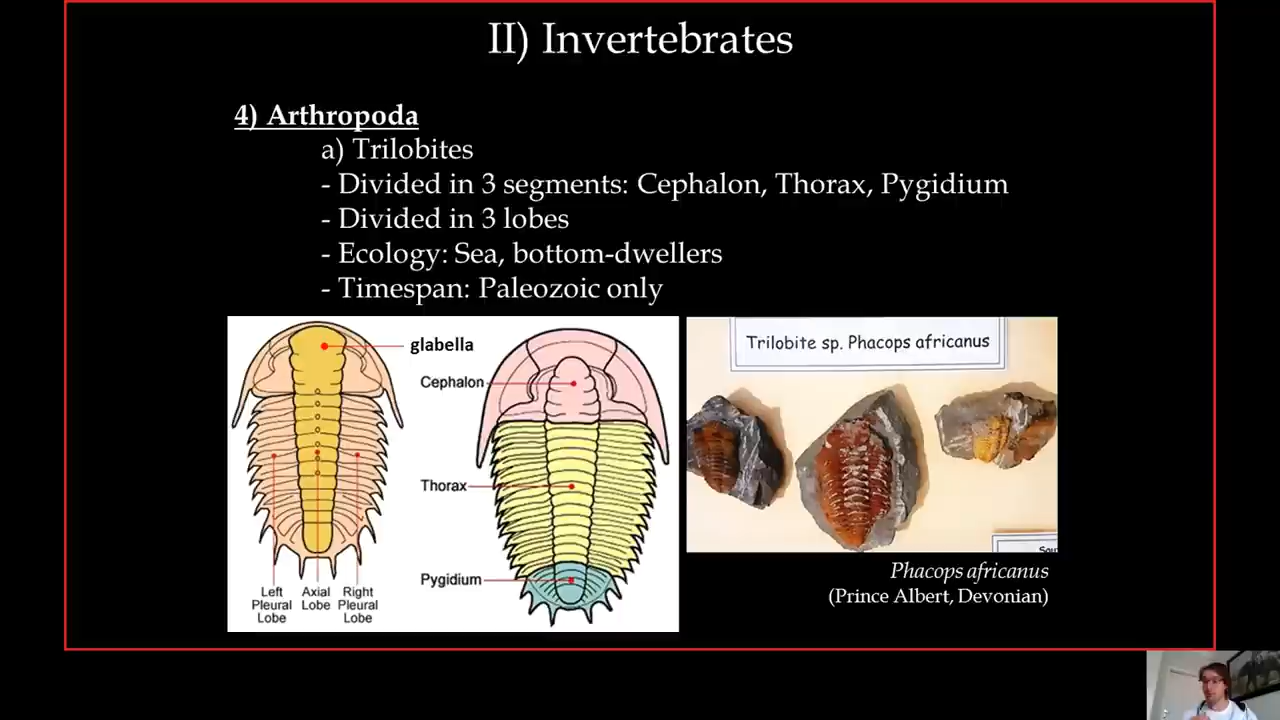 II) Invertebrates
4) Arthropoda
a) Trilobites
- Divided in 3 segments: Cephalon, Thorax, Pygidium
- Divided in 3 lobes
- Ecology: Sea, bottom-dwellers
- Timespan: Paleozoic only
glabella
Left
Pleural
Lobe
Axial
Lobe
Right
Pleural
Lobe
Cephalon
Thorax
Pygidium
Trilobite sp. Phacops africanus
Phacops africanus
(Prince Albert, Devonian)